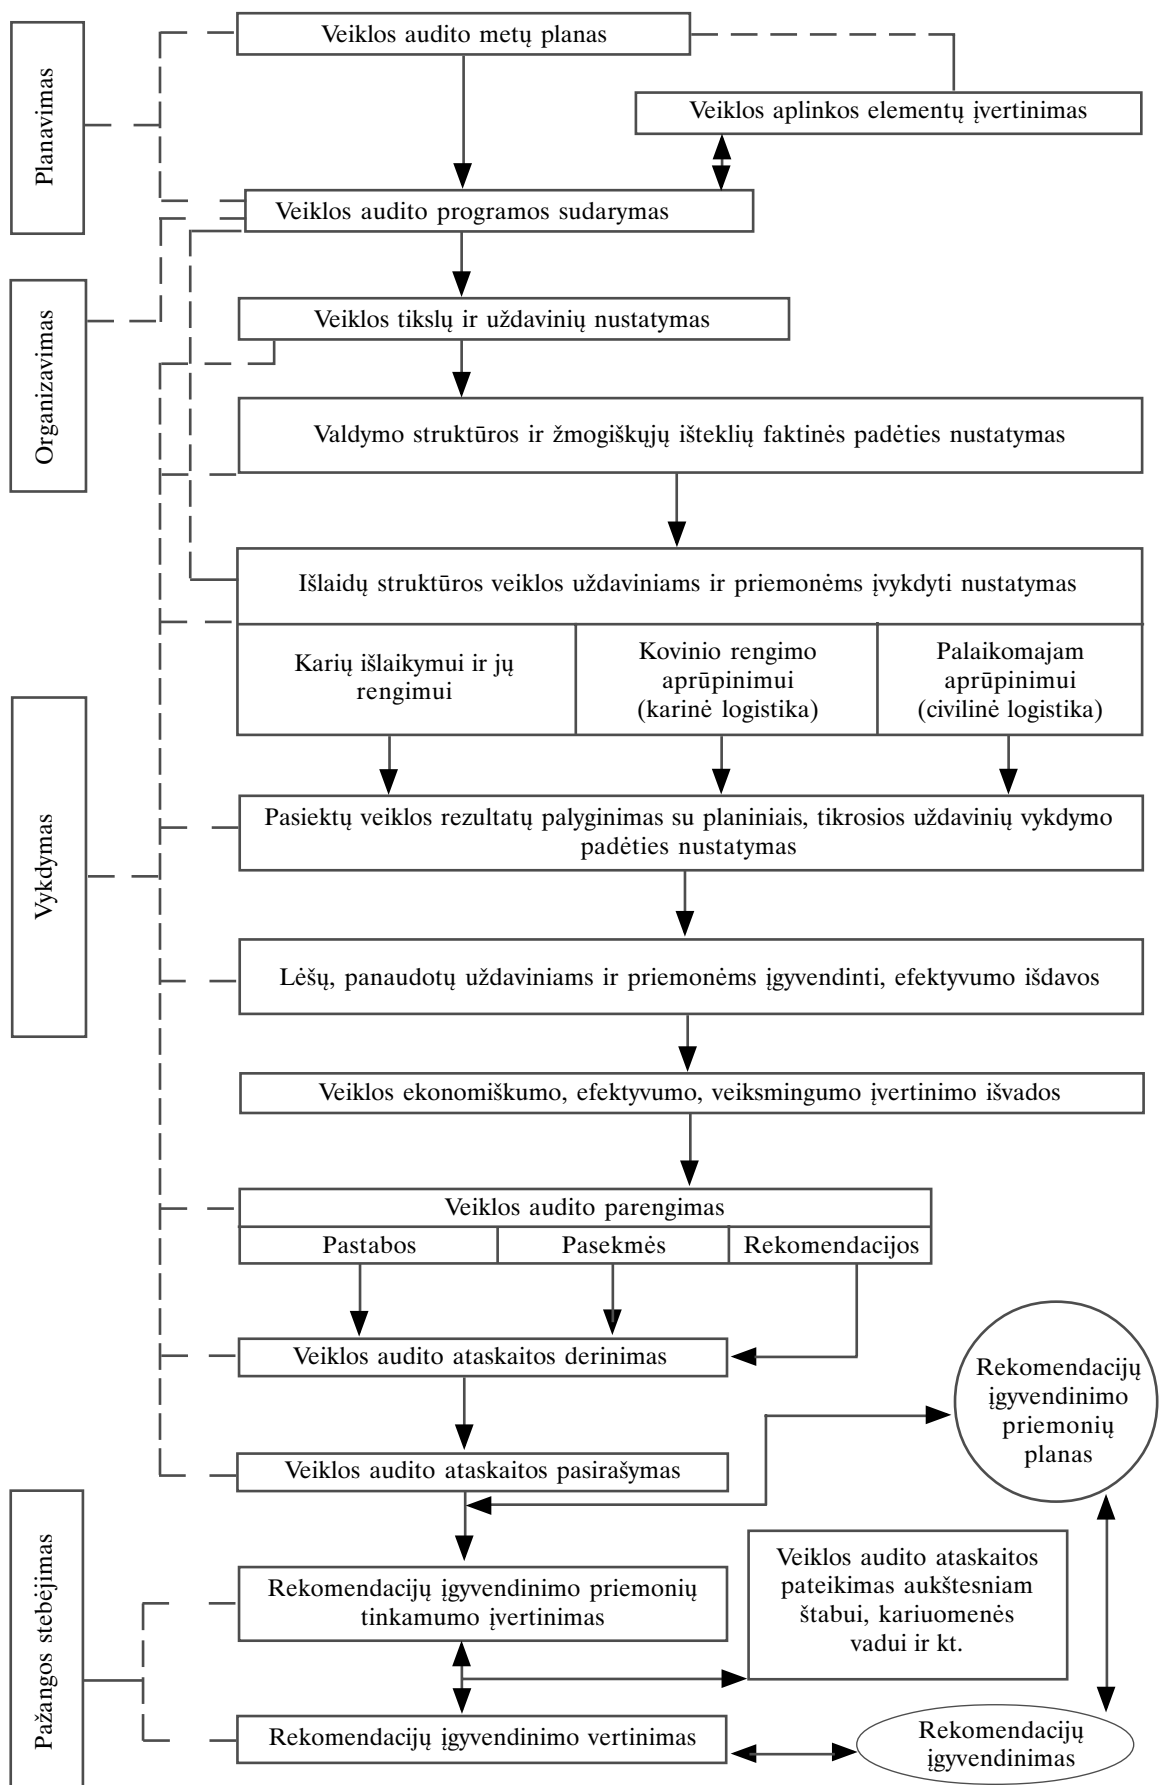 Planavimas
Veiklos audito metų planas
Veiklos aplinkos elementų įvertinimas
Veiklos audito programos sudarymas
Organizavimas
Veiklos tikslų ir uždavinių nustatymas
Valdymo struktūros ir žmogiškųjų išteklių faktinės padėties nustatymas
Vykdymas
Išlaidų struktūros veiklos uždaviniams ir priemonėms įvykdyti nustatymas
Karių išlaikymui ir jų
rengimui
Kovinio rengimo
aprūpinimui
(karinė logistika)
Palaikomajam
aprūpinimui
(civilinė logistika)
Pasiektų veiklos rezultatų palyginimas su planiniais, tikrosios uždavinių vykdymo
padėties nustatymas
Lėšų, panaudotų uždaviniams ir priemonėms įgyvendinti, efektyvumo išdavos
Veiklos ekonomiškumo, efektyvumo, veiksmingumo įvertinimo išvados
Veiklos audito parengimas
Pastabos
Pasekmės
Rekomendacijos
Veiklos audito ataskaitos derinimas
Rekomendacijų
įgyvendinimo
priemonių
planas
Veiklos audito ataskaitos pasirašymas
Pažangos stebėjimas
Rekomendacijų įgyvendinimo priemonių
tinkamumo įvertinimas
Veiklos audito ataskaitos
pateikimas aukštesniam
štabui, kariuomenės
vadui ir kt.
Rekomendacijų įgyvendinimo vertinimas
Rekomendacijų
įgyvendinimas